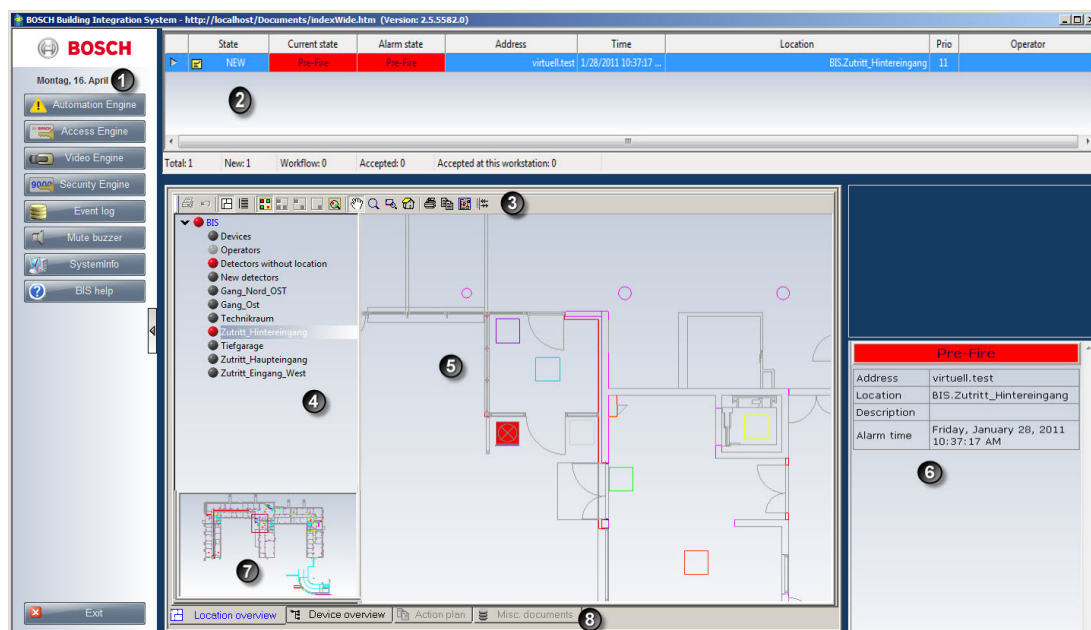 BOSCH Building Integration System - http://localhost/Documents/indexWide.htm (Version: 2.5.5582.0)
BOSCH
Montag, 16. April
1
Automation Engine
Access Engine
Video Engine
9000 Security Engine
Event log
Mute buzzer
SystemInfo
BIS help
Exit
State Current state Alarm state Address Time Location Prio Operator
NEW Pre-Fire Pre-Fire virtuell.test 1/28/2011 10:37:17 ... BIS.Zutritt_Hintereingang 11
2
Total: 1 New: 1 Workflow: 0 Accepted: 0 Accepted at this workstation: 0
3
BIS
Devices
Operators
Detectors without location
New detectors
Gang_Nord_OST
Gang_Ost
Technikraum
Zutritt_Hintereingang
Tiefgarage
Zutritt_Haupteingang
Zutritt_Eingang_West
4
5
7
Location overview Device overview Action plan Misc. documents
8
Pre-Fire
Address virtuell.test
Location BIS.Zutritt_Hintereingang
Description
Alarm time Friday, January 28, 2011
10:37:17 AM
6